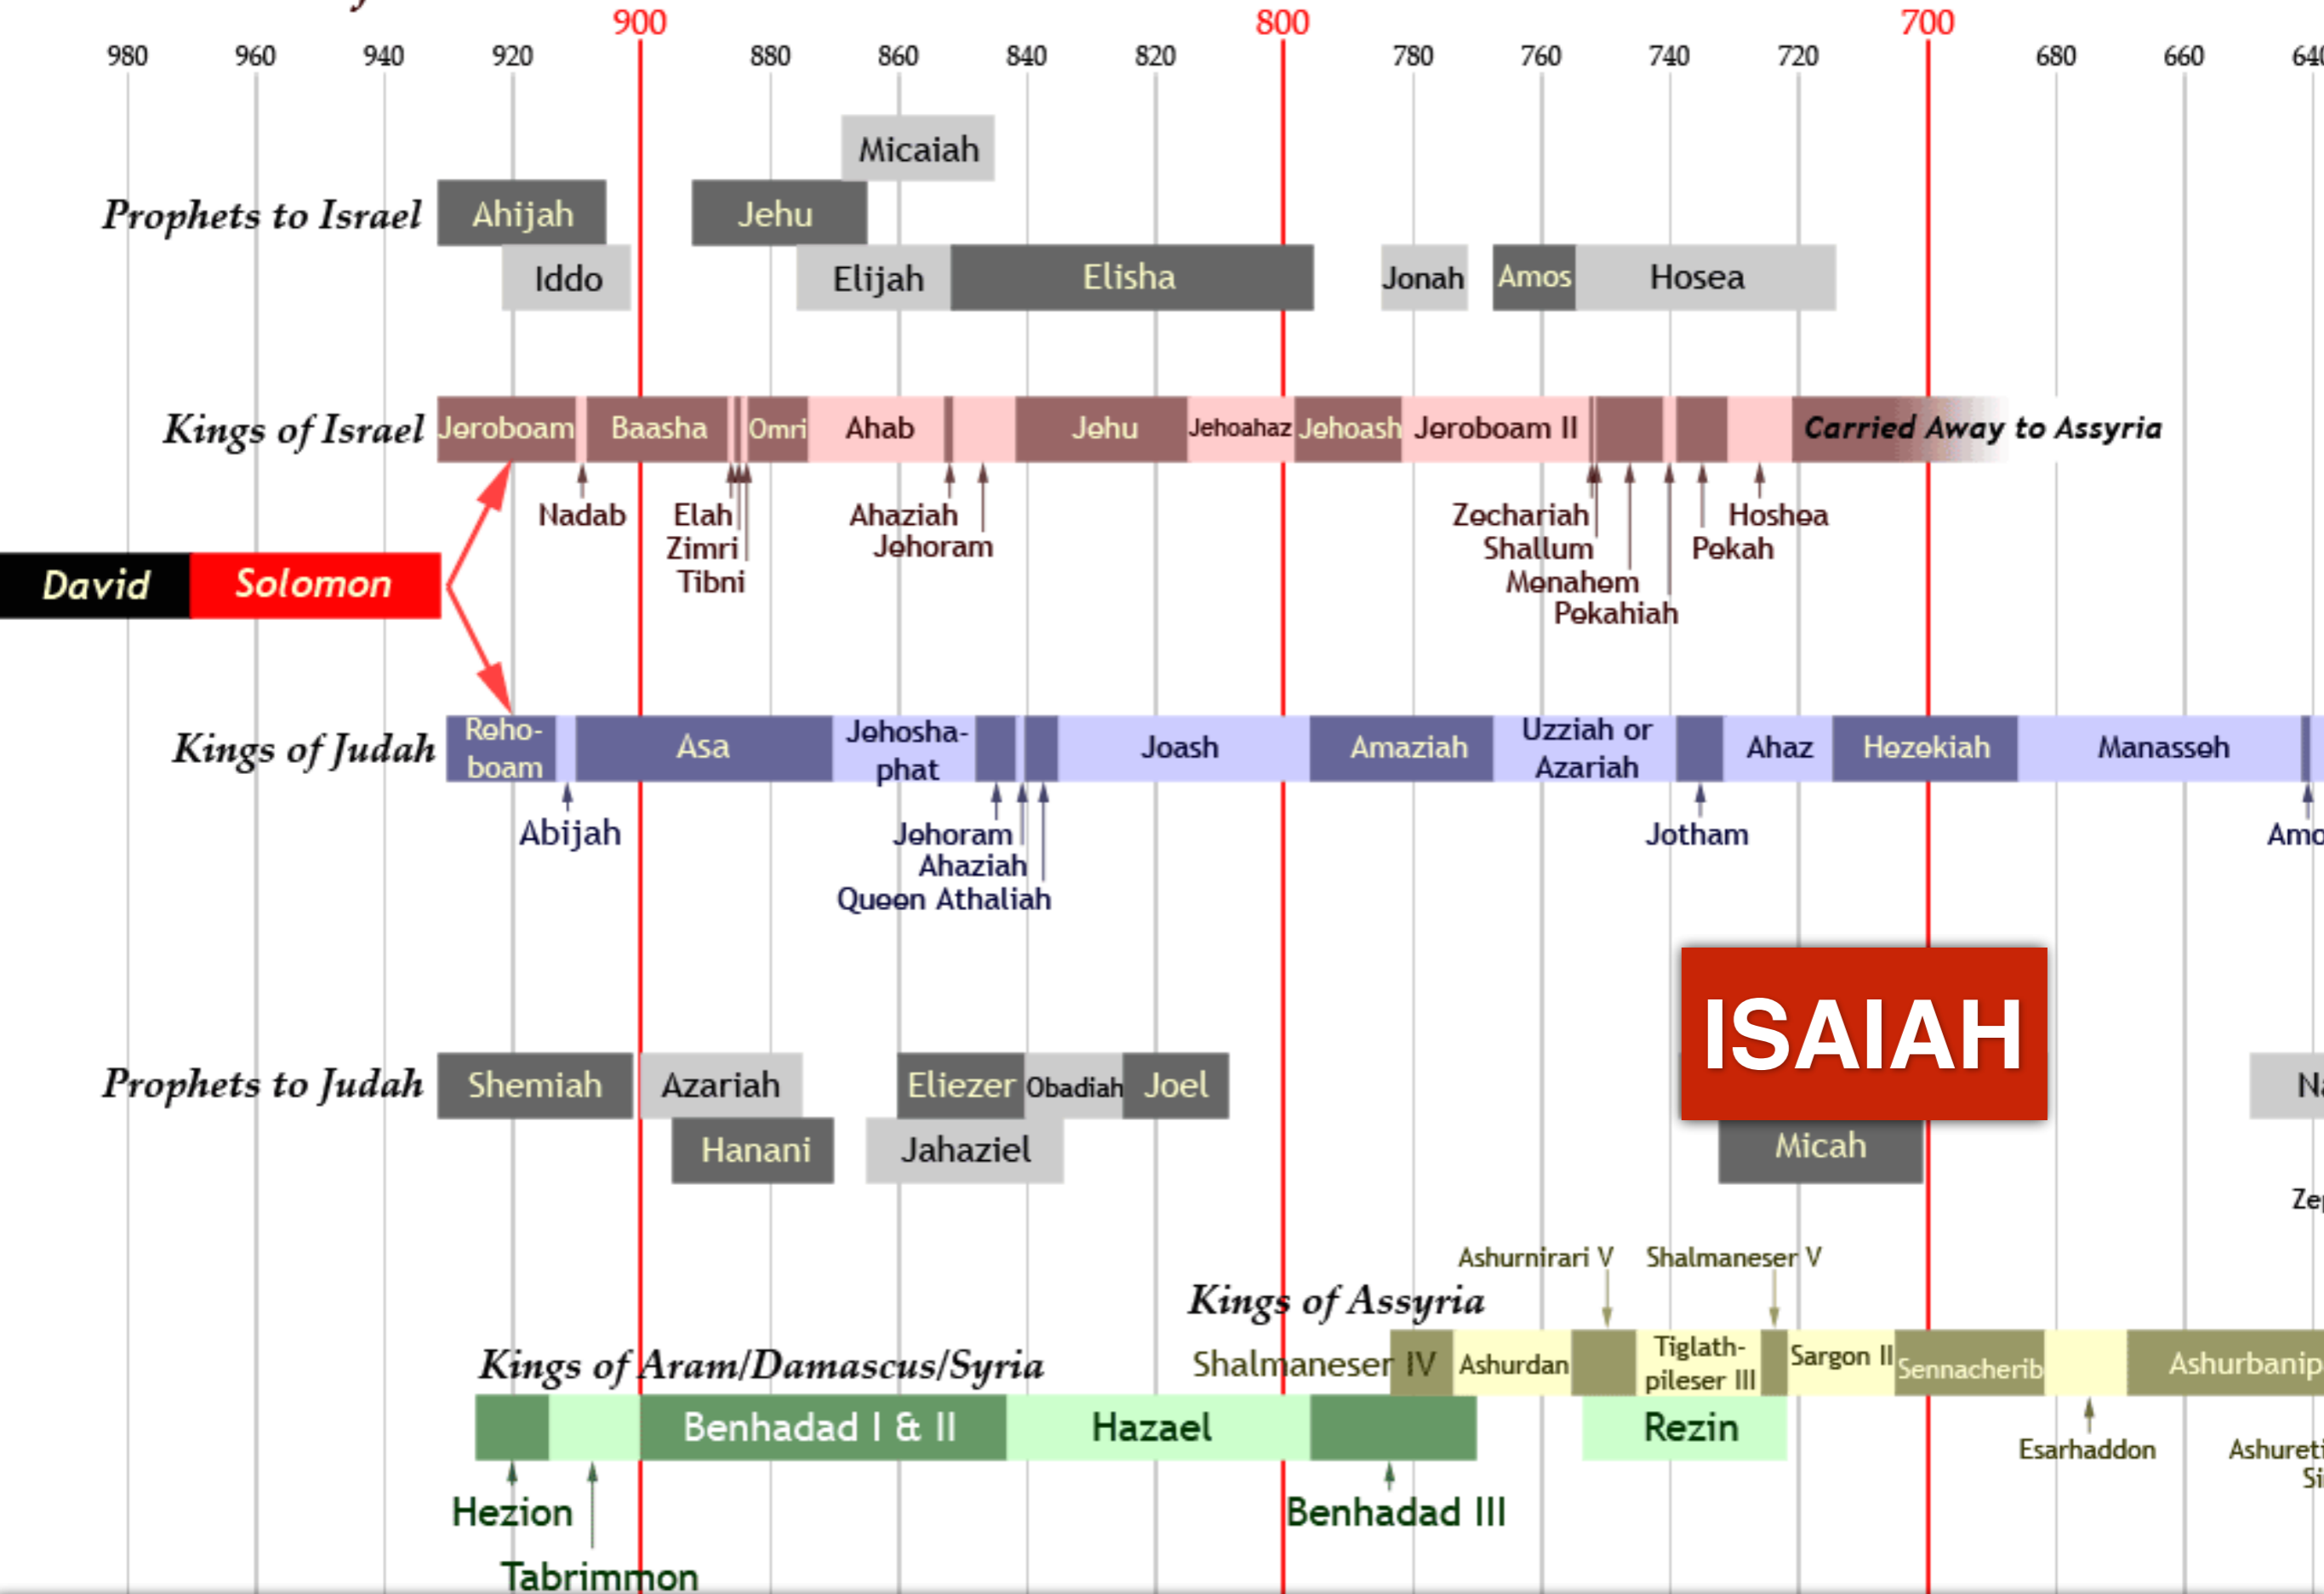 900 800 700
980 960 940 920 880 860 840 820 780 760 740 720 680 660
Micaiah
Prophets to Israel Ahijah Jehu
Iddo Elijah Elisha Jonah Amos Hosea
Kings of Israel Jeroboam Baasha Omri Ahab Jehu Jehoahaz Jehoash Jeroboam II Carried Away to Assyria
Nadab Elah Ahaziah Zechariah Hoshea
Zimri Jehoram Shallum Pekah
Tibni Menahem
Pekahiah
David Solomon
Kings of Judah Reho-
boam Asa Jehosha-
phat Joash Amaziah Uzziah or
Azariah Ahaz Hezekiah Manasseh
Abijah Jehoram Jotham
Ahaziah
Queen Athaliah
ISAIAH
Prophets to Judah Shemiah Azariah Eliezer Obadiah Joel
Hanani Jahaziel Micah
Ashurnirari V Shalmaneser V
Kings of Assyria
Shalmaneser IV Ashurdan Tiglath-
pileser III Sargon II Sennacherib Ashurbanip
Kings of Aram/Damascus/Syria
Benhadad I & II Hazael Rezin
Esarhaddon
Hezion Benhadad III
Tabrimmon